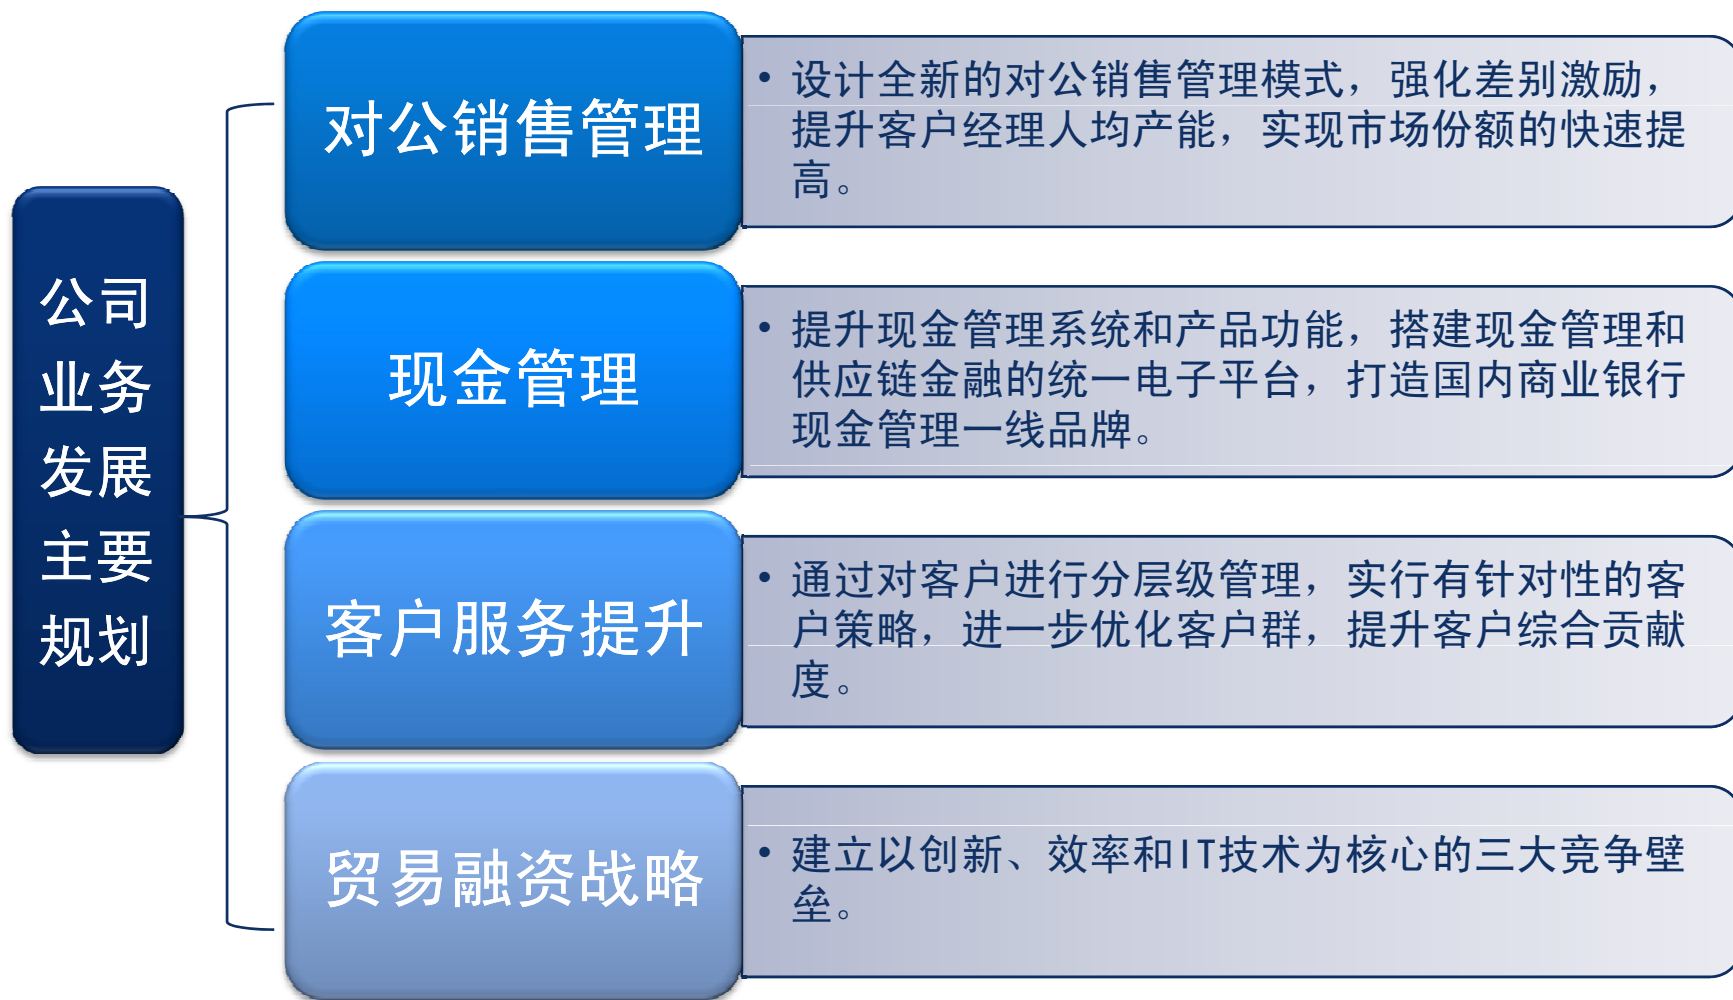 公司
业务
发展
主要
规划
对公销售管理
• 设计全新的对公销售管理模式，强化差别激励，
提升客户经理人均产能，实现市场份额的快速提
高。
现金管理
• 提升现金管理系统和产品功能，搭建现金管理和
供应链金融的统一电子平台，打造国内商业银行
现金管理一线品牌。
客户服务提升
• 通过对客户进行分层级管理，实行有针对性的客
户策略，进一步优化客户群，提升客户综合贡献
度。
贸易融资战略
• 建立以创新、效率和IT技术为核心的三大竞争壁
垒。